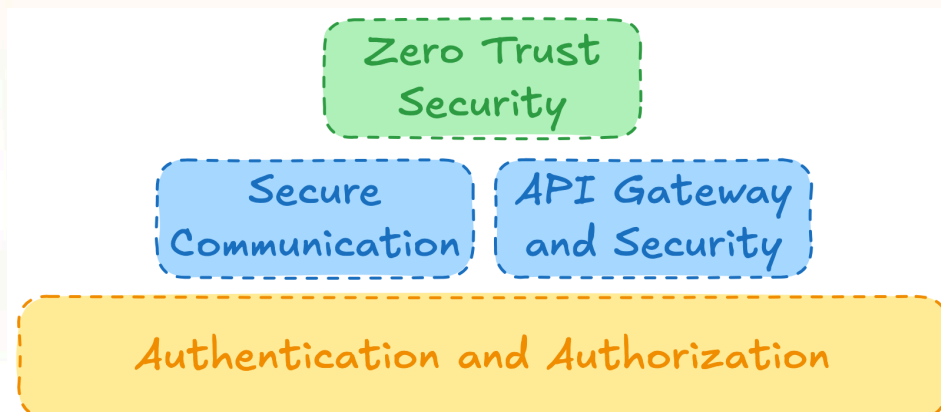 Zero Trust
Security
Secure
Communication
API Gateway
and Security
Authentication and Authorization